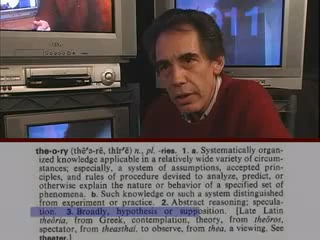 911
the·o·ry (thē'ə-rē, thîr'ē) n., pl. -ries. 1. a. Systematically organ-
ized knowledge applicable in a relatively wide variety of circum-
stances; especially, a system of assumptions, accepted prin-
ciples, and rules of procedure devised to analyze, predict, or
otherwise explain the nature or behavior of a specified set of
phenomena. b. Such knowledge or such a system distinguished
from experiment or practice. 2. Abstract reasoning; specula-
tion. 3. Broadly, hypothesis or supposition. [Late Latin
theōria, from Greek, contemplation, theory, from theōros,
spectator, from theasthai, to observe, from thea, a viewing. See
theater.]